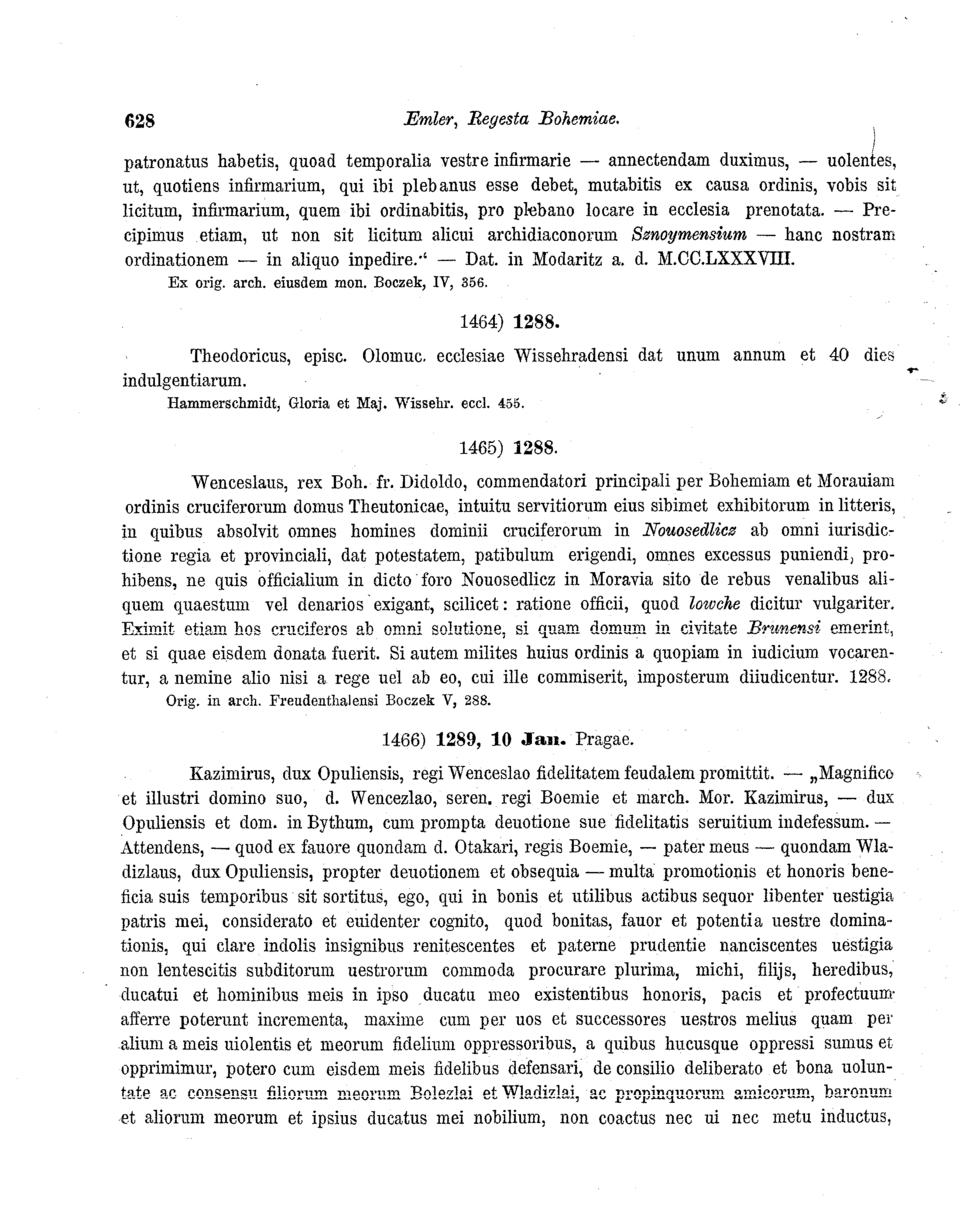 628 Emler, Regesta Bohemiae.
patronatus habetis, quoad temporalia vestre infirmarie — annectendam duximus, — uolentes,
ut, quotiens infirmarium, qui ibi plebanus esse debet, mutabitis ex causa ordinis, vobis sit
licitum, infirmarium, quem ibi ordinabitis, pro plebano locare in ecclesia prenotata. — Pre-
cipimus etiam, ut non sit licitum alicui archidiaconorum Sznoymensium — hanc nostram
ordinationem — in aliquo inpedire.“ — Dat. in Modaritz a. d. M.CC.LXXXVIII.
Ex orig. arch. eiusdem mon. Boczek, IV, 356.
1464) 1288.
Theodoricus, episc. Olomuc. ecclesiae Wissehradensi dat unum annum et 40 dies
indulgentiarum.
Hammerschmidt, Gloria et Maj. Wissehr. eccl. 455.
1465) 1288.
Wenceslaus, rex Boh. fr. Didoldo, commendatori principali per Bohemiam et Morauiam
ordinis cruciferorum domus Theutonicae, intuitu servitiorum eius sibimet exhibitorum in litteris,
in quibus absolvit omnes homines dominii cruciferorum in Nouosedlicz ab omni iurisdic-
tione regia et provinciali, dat potestatem, patibulum erigendi, omnes excessus puniendi, pro-
hibens, ne quis officialium in dicto foro Nouosedlicz in Moravia sito de rebus venalibus ali-
quem quaestum vel denarios exigant, scilicet: ratione officii, quod lowche dicitur vulgariter.
Eximit etiam hos cruciferos ab omni solutione, si quam domum in civitate Brunensi emerint,
et si quae eisdem donata fuerit. Si autem milites huius ordinis a quopiam in iudicium vocaren-
tur, a nemine alio nisi a rege uel ab eo, cui ille commiserit, imposterum diiudicentur. 1288.
Orig. in arch. Freudenthalensi Boczek V, 288.
1466) 1289, 10 Jan. Pragae.
Kazimirus, dux Opuliensis, regi Wenceslao fidelitatem feudalem promittit. — „Magnifico
et illustri domino suo, d. Wencezlao, seren. regi Boemie et march. Mor. Kazimirus, — dux
Opuliensis et dom. in Bythum, cum prompta deuotione sue fidelitatis seruitium indefessum. —
Attendens, — quod ex fauore quondam d. Otakari, regis Boemie, — pater meus — quondam Wla-
dizlaus, dux Opuliensis, propter deuotionem et obsequia — multa promotionis et honoris bene-
ficia suis temporibus sit sortitus, ego, qui in bonis et utilibus actibus sequor libenter uestigia
patris mei, considerato et euidenter cognito, quod bonitas, fauor et potentia uestre domina-
tionis, qui clare indolis insignibus renitescentes et paterne prudentie nanciscentes uestigia
non lentescitis subditorum uestrorum commoda procurare plurima, michi, filijs, heredibus,
ducatui et hominibus meis in ipso ducatu meo existentibus honoris, pacis et profectuum
afferre poterunt incrementa, maxime cum per uos et successores uestros melius quam per
alium a meis uiolentis et meorum fidelium oppressoribus, a quibus hucusque oppressi sumus et
opprimimur, potero cum eisdem meis fidelibus defensari, de consilio deliberato et bona uolun-
tate ac consensu filiorum meorum Bolezlai et Wladizlai, ac propinquorum amicorum, baronum
et aliorum meorum et ipsius ducatus mei nobilium, non coactus nec ui nec metu inductus,